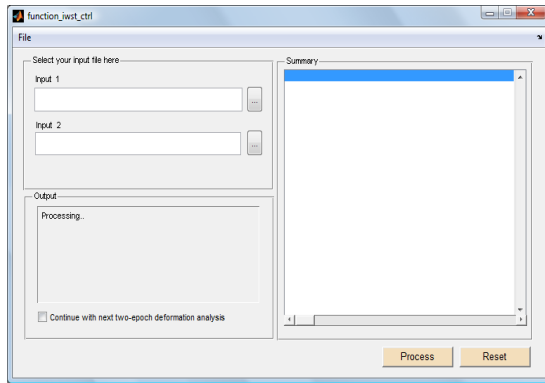 function_iwst_ctrl
File
Select your input file here
Input 1
...
Input 2
...
Output
Processing..
Continue with next two-epoch deformation analysis
Summary
Process
Reset